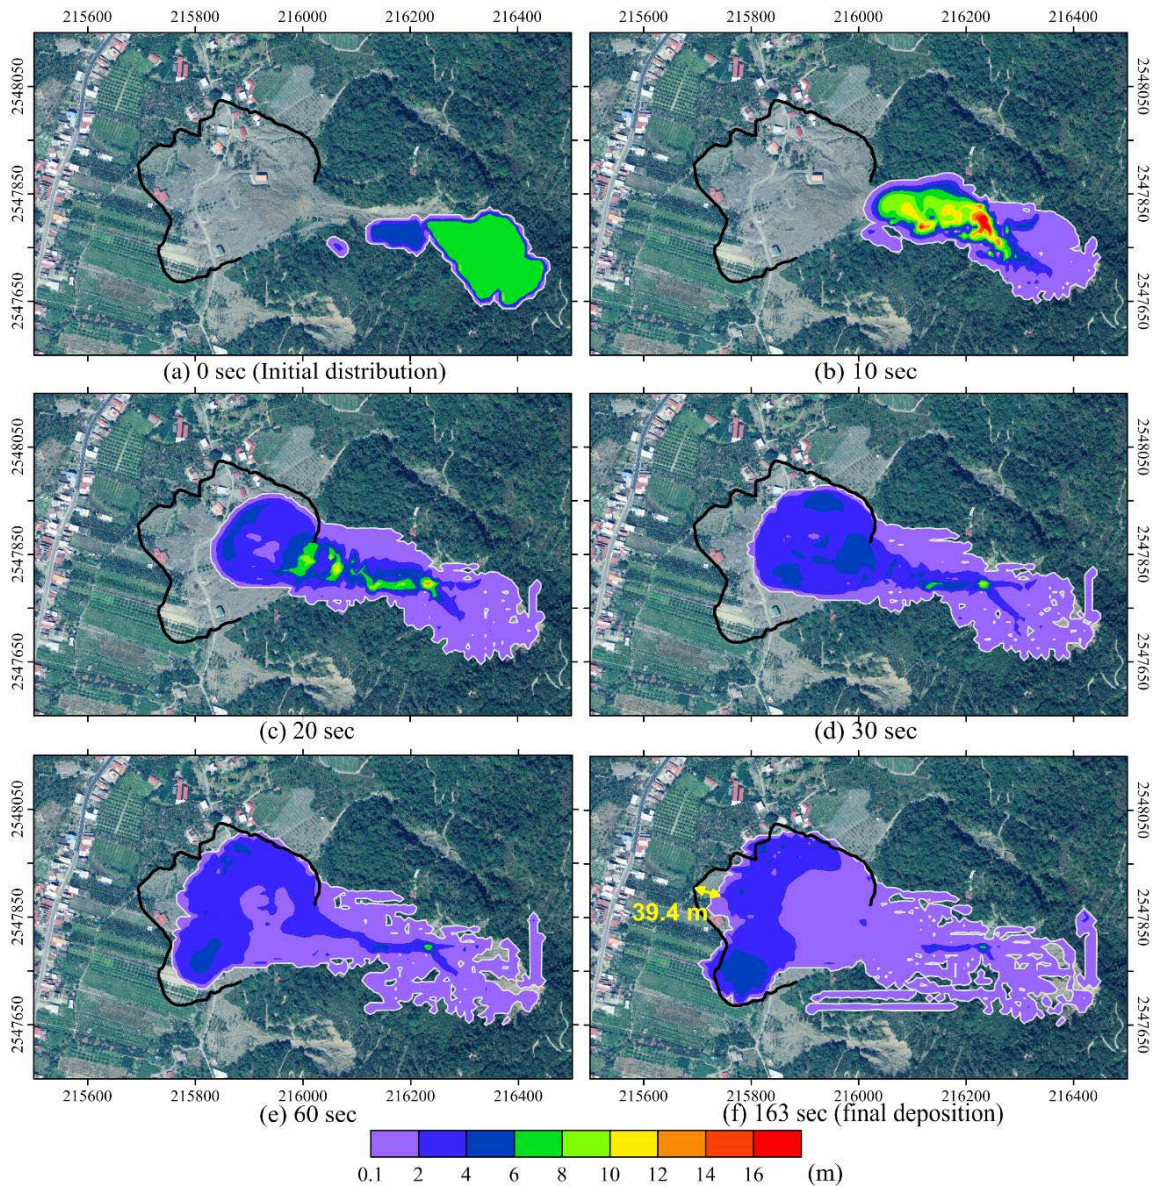 215600 215800 216000 216200 216400 215600 215800 216000 216200 216400
2548050 2548050
2547850 2547850
2547650 2547650
(a) 0 sec (Initial distribution) (b) 10 sec
2548050 2548050
2547850 2547850
2547650 2547650
(c) 20 sec (d) 30 sec
2548050 2548050
39.4 m
2547850 2547850
2547650 2547650
215600 215800 216000 216200 216400 215600 215800 216000 216200 216400
(e) 60 sec (f) 163 sec (final deposition)
0.1 2 4 6 8 10 12 14 16 (m)